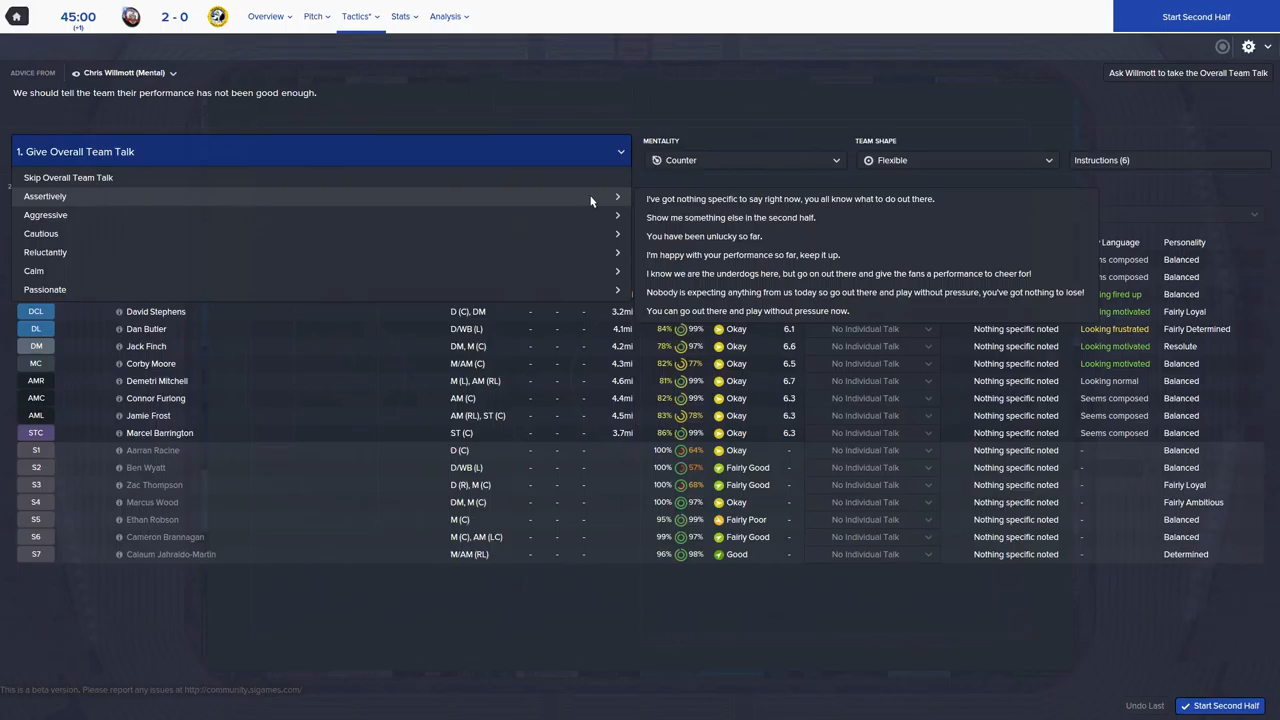 45:00
(+1)
2 - 0
Overview
Pitch
Tactics*
Stats
Analysis
Start Second Half
ADVICE FROM
Chris Willmott (Mental)
Ask Willmott to take the Overall Team Talk
We should tell the team their performance has not been good enough.
1. Give Overall Team Talk
MENTALITY
Counter
TEAM SHAPE
Flexible
Instructions (6)
Skip Overall Team Talk
Assertively
Aggressive
Cautious
Reluctantly
Calm
Passionate
I've got nothing specific to say right now, you all know what to do out there.
Show me something else in the second half.
You have been unlucky so far.
I'm happy with your performance so far, keep it up.
I know we are the underdogs here, but go on out there and give the fans a performance to cheer for!
Nobody is expecting anything from us today so go out there and play without pressure, you've got nothing to lose!
You can go out there and play without pressure now.
Language Personality
Seems composed Balanced
Seems composed Balanced
fired up Balanced
DCL David Stephens D (C), DM - - - 3.2mi motivated Fairly Loyal
DL Dan Butler D/WB (L) - - - 4.1mi 84% 99% Okay 6.1 No Individual Talk Nothing specific noted Looking frustrated Fairly Determined
DM Jack Finch DM, M (C) - - - 4.2mi 78% 97% Okay 6.6 No Individual Talk Nothing specific noted Looking motivated Resolute
MC Corby Moore M/AM (C) - - - 4.3mi 82% 77% Okay 6.5 No Individual Talk Nothing specific noted Looking motivated Balanced
AMR Demetri Mitchell M (L), AM (RL) - - - 4.6mi 81% 99% Okay 6.7 No Individual Talk Nothing specific noted Looking normal Balanced
AMC Connor Furlong AM (C) - - - 4.4mi 82% 99% Okay 6.3 No Individual Talk Nothing specific noted Seems composed Balanced
AML Jamie Frost AM (RL), ST (C) - - - 4.5mi 83% 78% Okay 6.3 No Individual Talk Nothing specific noted Seems composed Balanced
STC Marcel Barrington ST (C) - - - 3.7mi 86% 99% Okay 6.3 No Individual Talk Nothing specific noted Seems composed Balanced
S1 Aarran Racine D (C) - - - 100% 64% Okay - No Individual Talk Nothing specific noted - Balanced
S2 Ben Wyatt D/WB (L) - - - 100% 57% Fairly Good - No Individual Talk Nothing specific noted - Balanced
S3 Zac Thompson D (R), M (C) - - - 100% 68% Fairly Good - No Individual Talk Nothing specific noted - Fairly Loyal
S4 Marcus Wood DM, M (C) - - - 100% 97% Okay - No Individual Talk Nothing specific noted - Fairly Ambitious
S5 Ethan Robson M (C) - - - 95% 99% Fairly Poor - No Individual Talk Nothing specific noted - Balanced
S6 Cameron Brannagan M (C), AM (LC) - - - 99% 97% Fairly Good - No Individual Talk Nothing specific noted - Balanced
S7 Calaum Jahraldo-Martin M/AM (RL) - - - 96% 98% Good - No Individual Talk Nothing specific noted - Determined
This is a beta version. Please report any issues at http://community.sigames.com/
Undo Last
Start Second Half